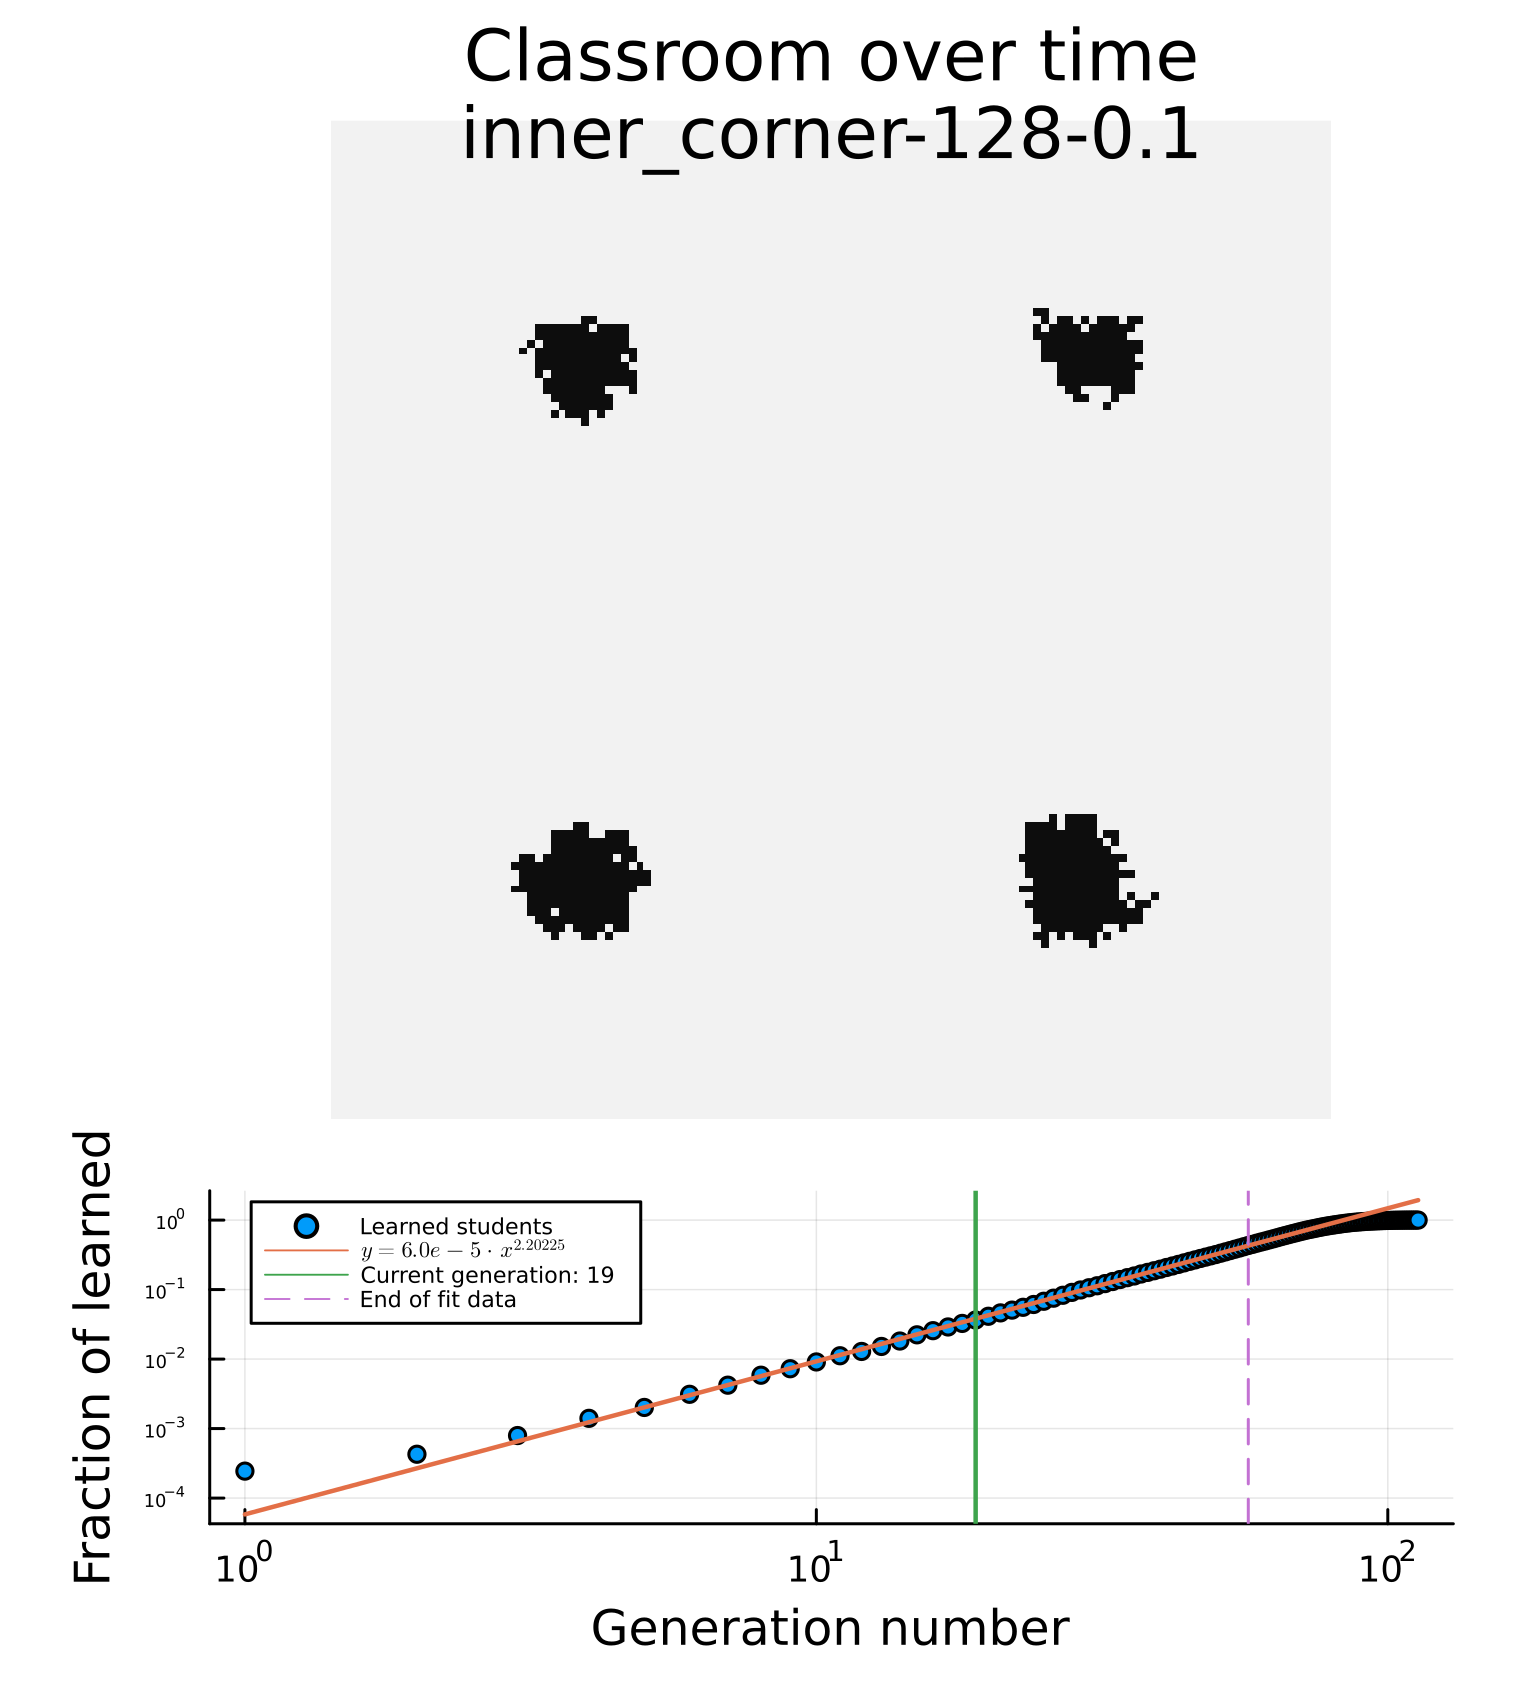 Classroom over time
inner_corner-128-0.1
Fraction of learned
10^0
10^-1
10^-2
10^-3
10^-4
Learned students
y = 6.0e − 5 · x^2.20225
Current generation: 19
End of fit data
10^0 10^1 10^2
Generation number